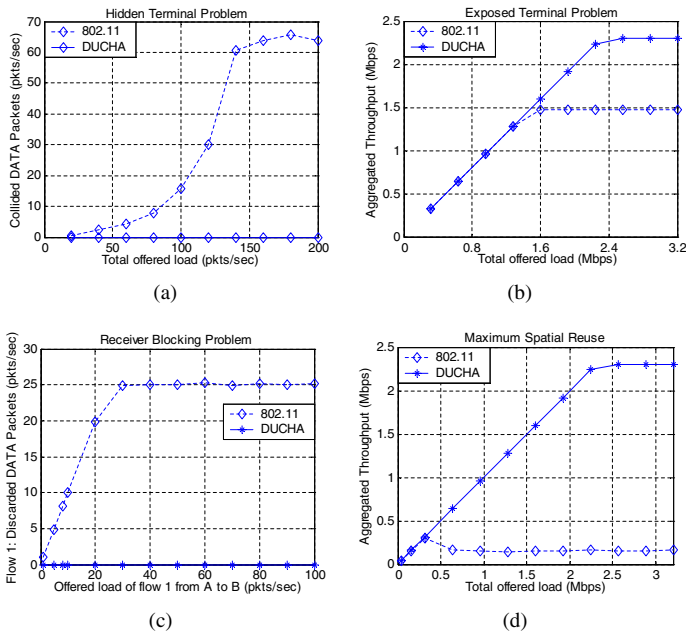 Hidden Terminal Problem
70
60
50
40
30
20
10
0
Collided DATA Packets (pkts/sec)
802.11
DUCHA
0
50
100
150
200
Total offered load (pkts/sec)
(a)
Exposed Terminal Problem
2.5
2
1.5
1
0.5
0
Aggregated Throughput (Mbps)
802.11
DUCHA
0
0.8
1.6
2.4
3.2
Total offered load (Mbps)
(b)
Receiver Blocking Problem
30
25
20
15
10
5
0
Flow 1: Discarded DATA Packets (pkts/sec)
802.11
DUCHA
0
20
40
60
80
100
Offered load of flow 1 from A to B (pkts/sec)
(c)
Maximum Spatial Reuse
2.5
2
1.5
1
0.5
0
Aggregated Throughput (Mbps)
802.11
DUCHA
0
0.5
1
1.5
2
2.5
3
Total offered load (Mbps)
(d)